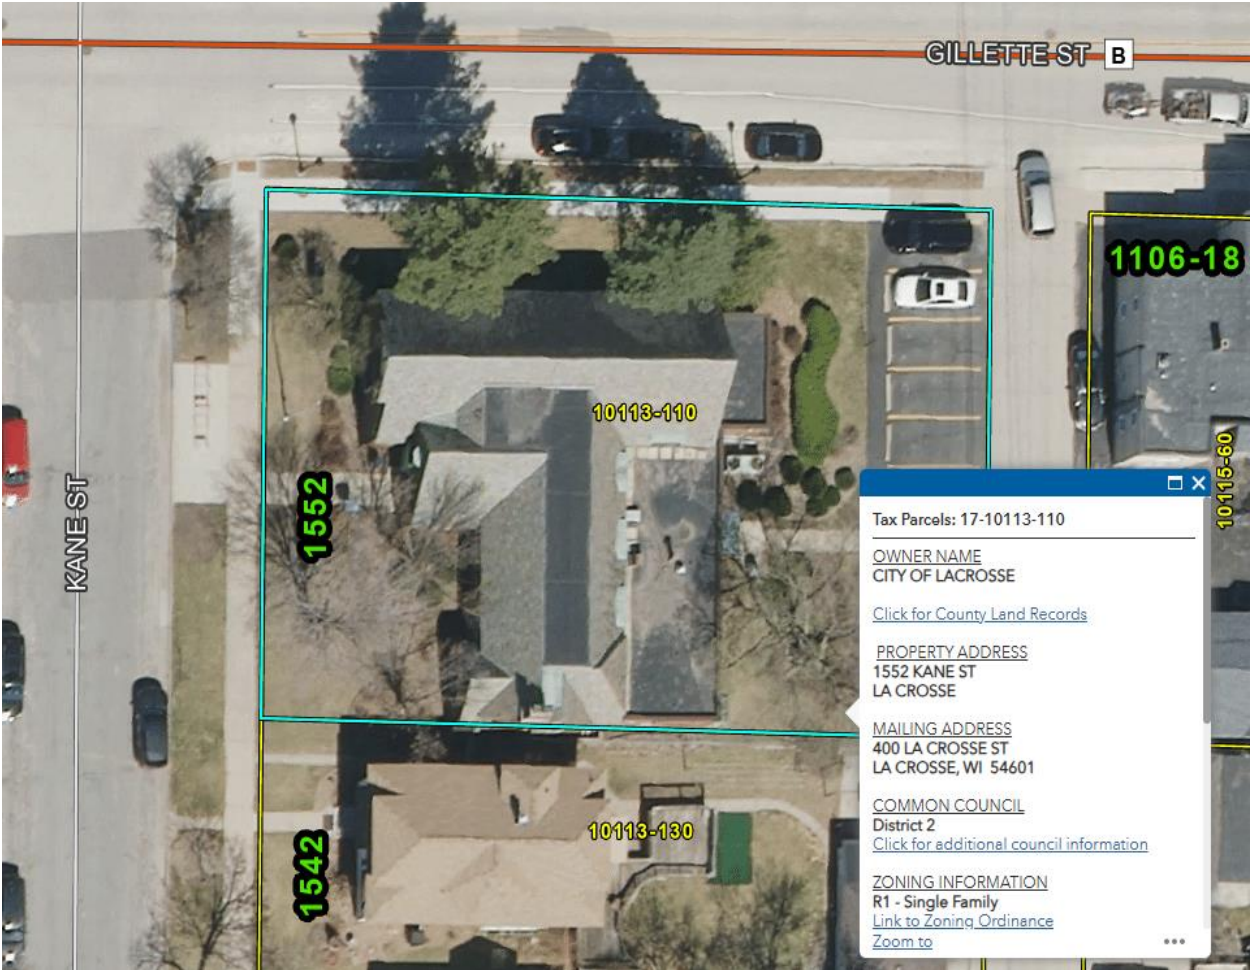 GILLETTE ST B
1106-18
10113-110
10115-60
1552
KANE ST
Tax Parcels: 17-10113-110
OWNER NAME
CITY OF LACROSSE
Click for County Land Records
PROPERTY ADDRESS
1552 KANE ST
LA CROSSE
MAILING ADDRESS
400 LA CROSSE ST
LA CROSSE, WI  54601
COMMON COUNCIL
District 2
Click for additional council information
ZONING INFORMATION
R1 - Single Family
Link to Zoning Ordinance
Zoom to
10113-130
1542